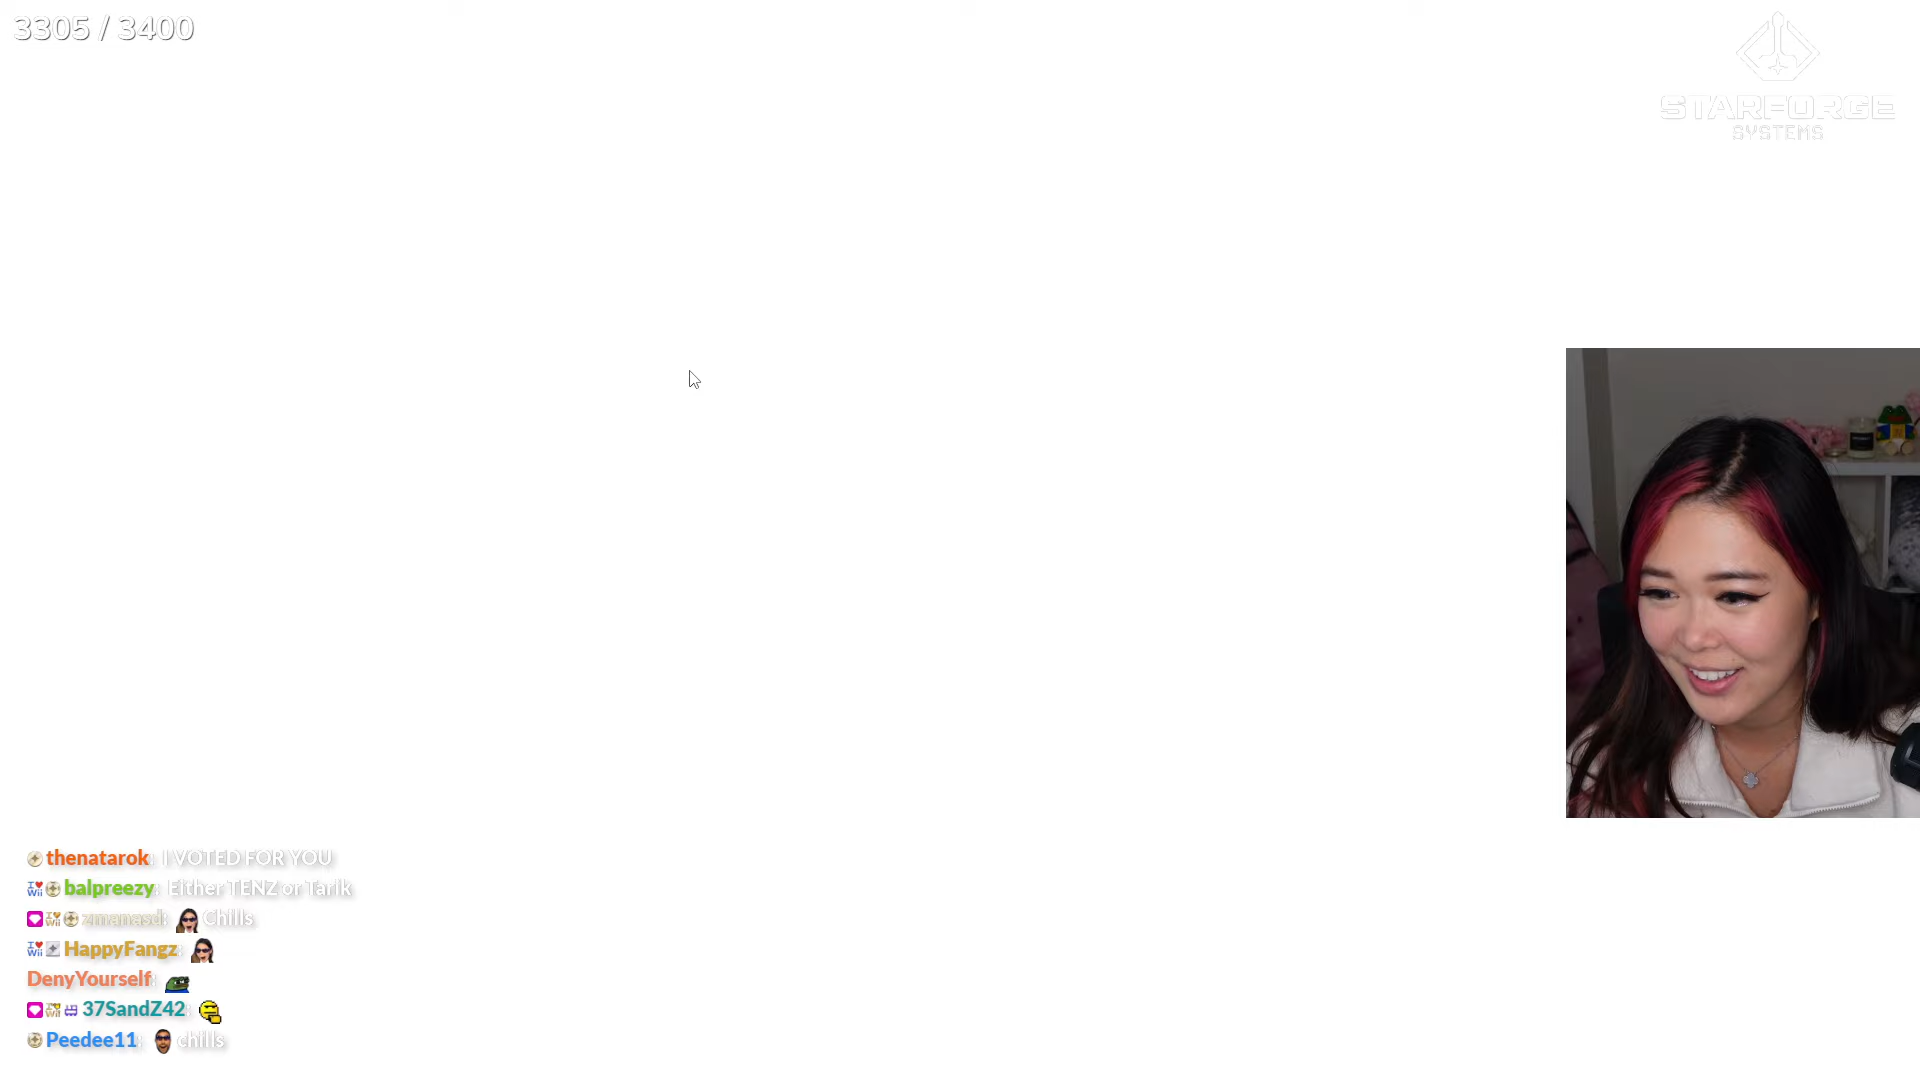 3305 / 3400
STARFORGE
SYSTEMS
thenatarok: I VOTED FOR YOU
balpreezy: Either TENZ or Tarik
zmanasd: Chills
HappyFangz:
DenyYourself:
37SandZ42:
Peedee11: chills